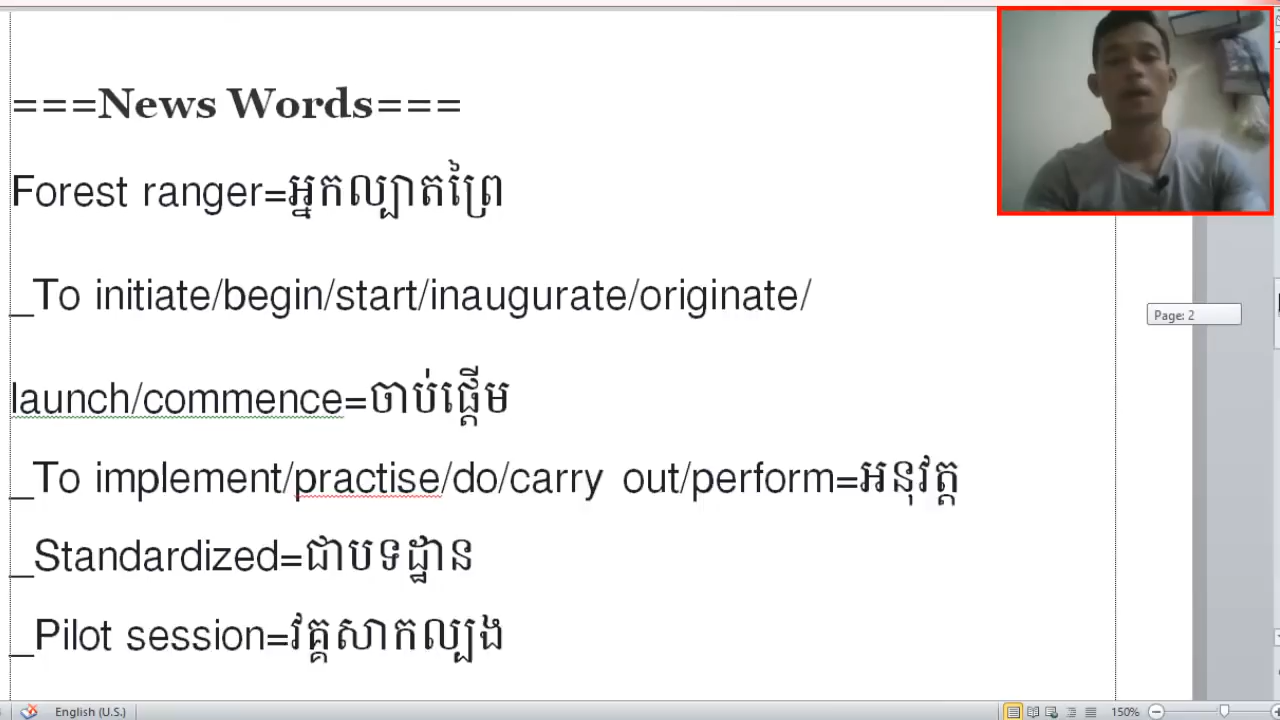 ===News Words===
Forest ranger=អ្នកល្បាតព្រៃ
_To initiate/begin/start/inaugurate/originate/
Page: 2
launch/commence=ចាប់ផ្ដើម
_To implement/practise/do/carry out/perform=អនុវត្ត
_Standardized=ជាបទដ្ឋាន
_Pilot session=វគ្គសាកល្បង
English (U.S.)
150%